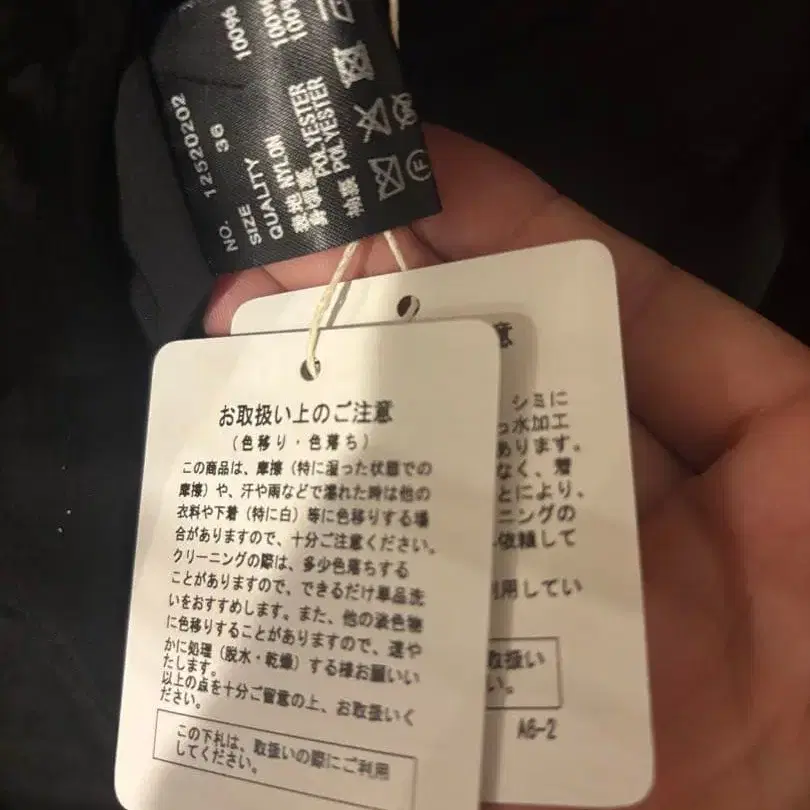 NO. 12520202
SIZE 36
QUALITY
表地 NYLON 100%
身頃裏 POLYESTER 100%
袖裏 POLYESTER 100%
F
お取扱い上のご注意
(色移り・色落ち)
この商品は、摩擦(特に湿った状態での
摩擦)や、汗や雨などで濡れた時は他の
衣料や下着(特に白)等に色移りする場
合がありますので、十分ご注意ください。
クリーニングの際は、多少色落ちする
ことがありますので、できるだけ単品洗
いをおすすめします。また、他の淡色物
に色移りすることがありますので、速や
かに処理(脱水・乾燥)する様お願いい
たします。
以上の点を十分ご留意の上、お取扱いく
ださい。
この下札は、取扱いの際にご利用
してください。
意
シミに
っ水加工
あります。
なく、着
とにより、
ニングの
依頼して
利用してい
取扱い
い。
A6-2